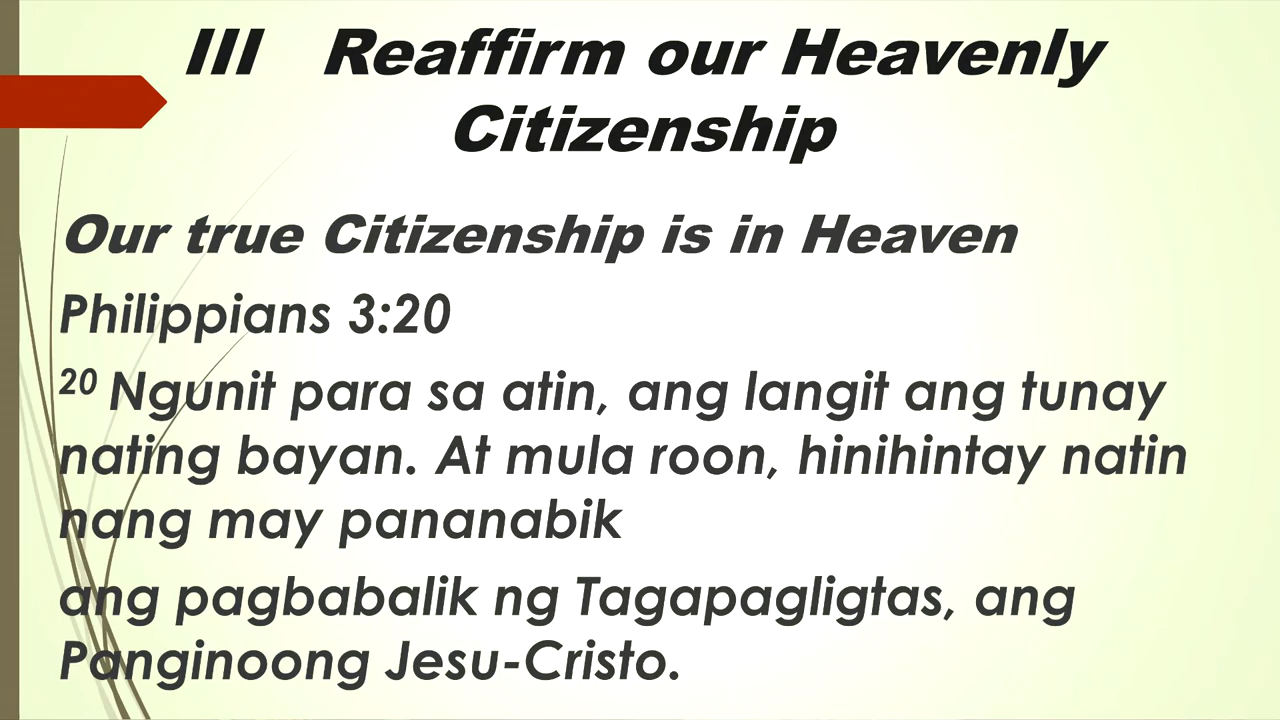 III Reaffirm our Heavenly
Citizenship
Our true Citizenship is in Heaven
Philippians 3:20
20 Ngunit para sa atin, ang langit ang tunay
nating bayan. At mula roon, hinihintay natin
nang may pananabik
ang pagbabalik ng Tagapagligtas, ang
Panginoong Jesu-Cristo.